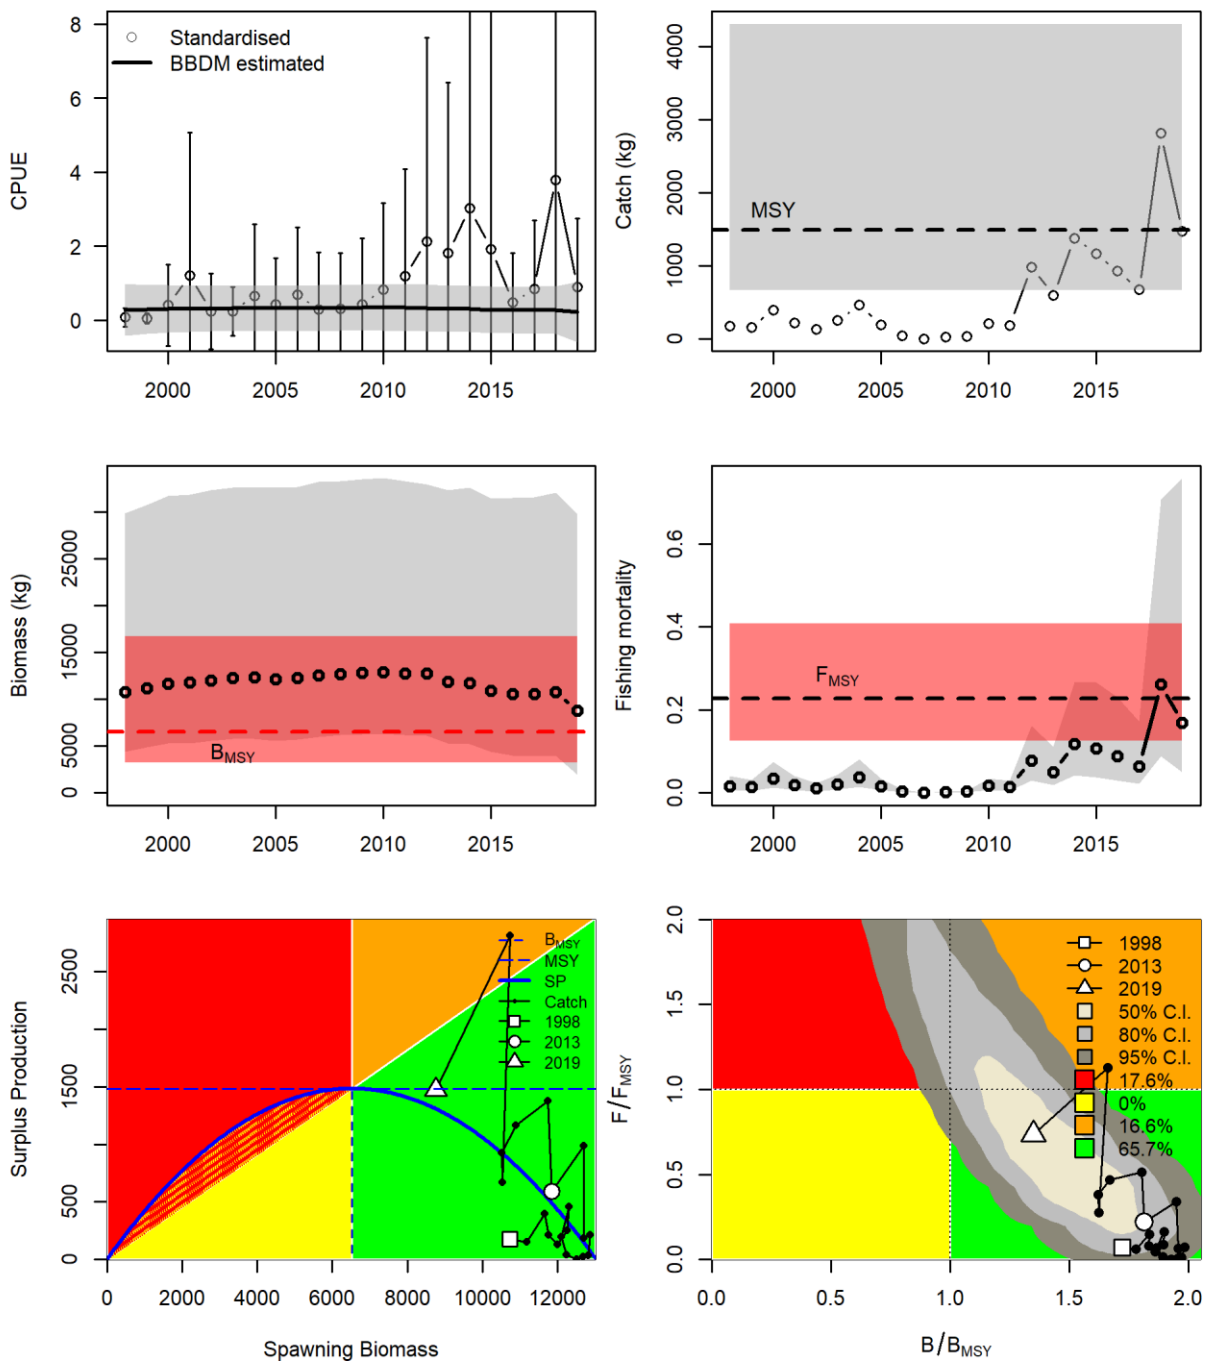 CPUE
0 2 4 6 8
Standardised
BBDM estimated
2000 2005 2010 2015
Catch (kg)
0 1000 2000 3000 4000
MSY
2000 2005 2010 2015
Biomass (kg)
0 5000 15000 25000
BMSY
2000 2005 2010 2015
Fishing mortality
0.0 0.2 0.4 0.6
FMSY
2000 2005 2010 2015
Surplus Production
0 500 1500 2500
BMSY
MSY
SP
Catch
1998
2013
2019
0 2000 4000 6000 8000 10000 12000
Spawning Biomass
F/FMSY
0.0 0.5 1.0 1.5 2.0
1998
2013
2019
50% C.I.
80% C.I.
95% C.I.
17.6%
0%
16.6%
65.7%
0.0 0.5 1.0 1.5 2.0
B/BMSY